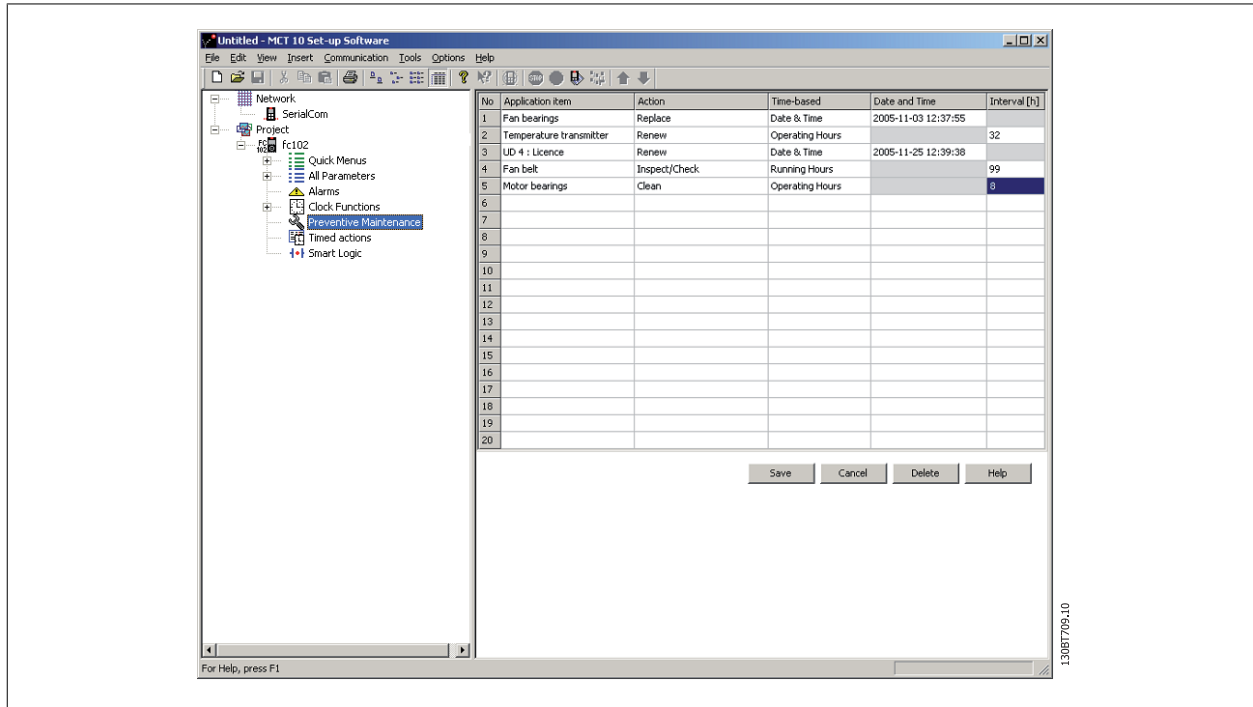 Untitled - MCT 10 Set-up Software
File Edit View Insert Communication Tools Options Help
Network
SerialCom
Project
FC 102 fc102
Quick Menus
All Parameters
Alarms
Clock Functions
Preventive Maintenance
Timed actions
Smart Logic
No Application item Action Time-based Date and Time Interval [h]
1 Fan bearings Replace Date & Time 2005-11-03 12:37:55
2 Temperature transmitter Renew Operating Hours 32
3 UD 4 : Licence Renew Date & Time 2005-11-25 12:39:38
4 Fan belt Inspect/Check Running Hours 99
5 Motor bearings Clean Operating Hours 8
6
7
8
9
10
11
12
13
14
15
16
17
18
19
20
Save Cancel Delete Help
For Help, press F1
130BT709.10